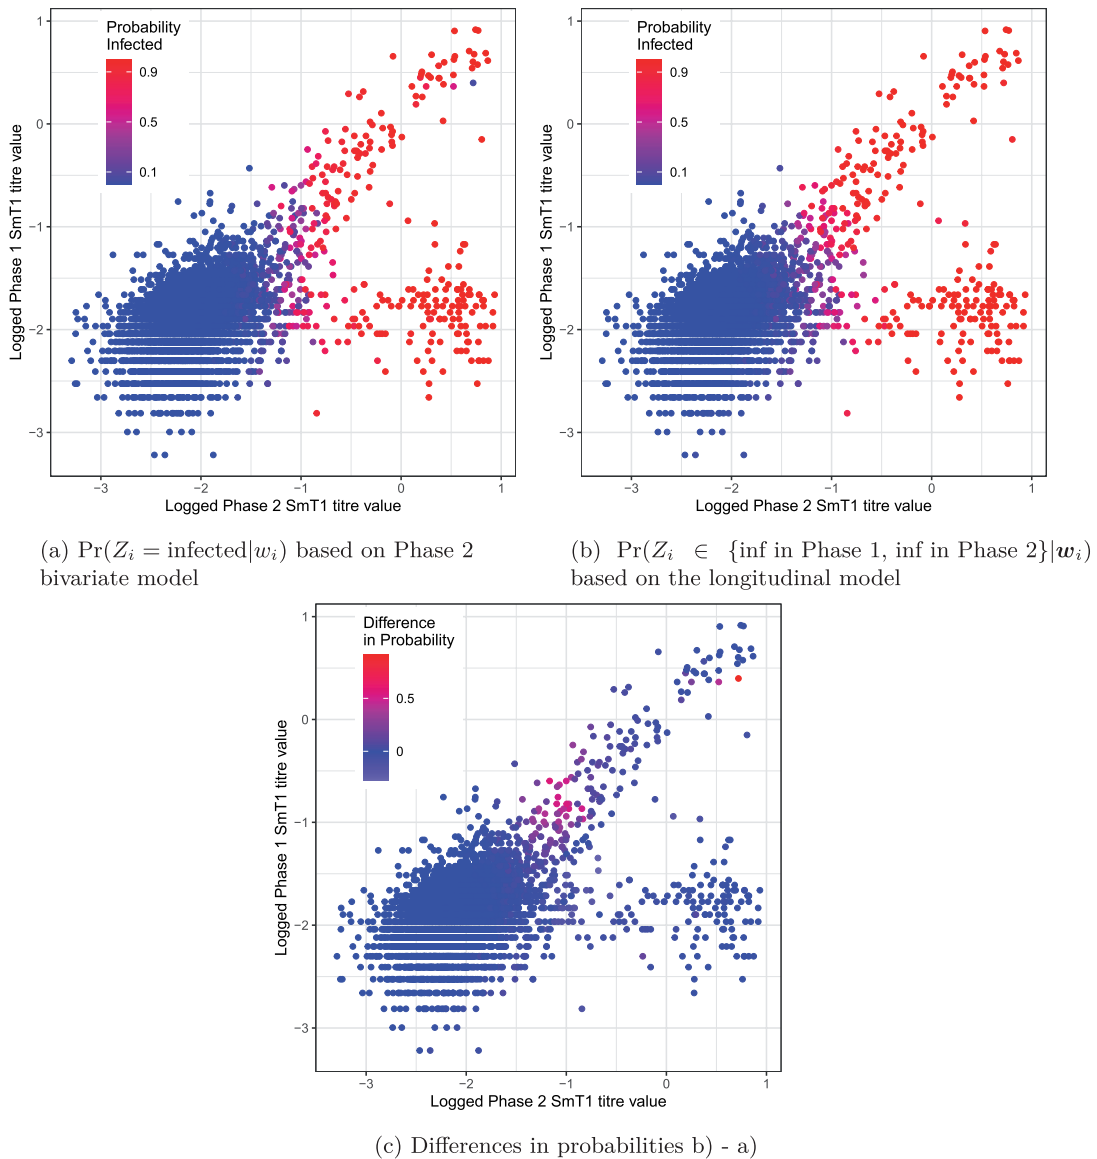 Probability
Infected
0.9
0.5
0.1
1
0
−1
−2
−3
Logged Phase 1 SmT1 titre value
−3
−2
−1
0
1
Logged Phase 2 SmT1 titre value
(a) Pr(Z_i = infected|w_i) based on Phase 2
bivariate model
Probability
Infected
0.9
0.5
0.1
1
0
−1
−2
−3
Logged Phase 1 SmT1 titre value
−3
−2
−1
0
1
Logged Phase 2 SmT1 titre value
(b) Pr(Z_i ∈ {inf in Phase 1, inf in Phase 2}|w_i)
based on the longitudinal model
Difference
in Probability
0.5
0
1
0
−1
−2
−3
Logged Phase 1 SmT1 titre value
−3
−2
−1
0
1
Logged Phase 2 SmT1 titre value
(c) Differences in probabilities b) - a)